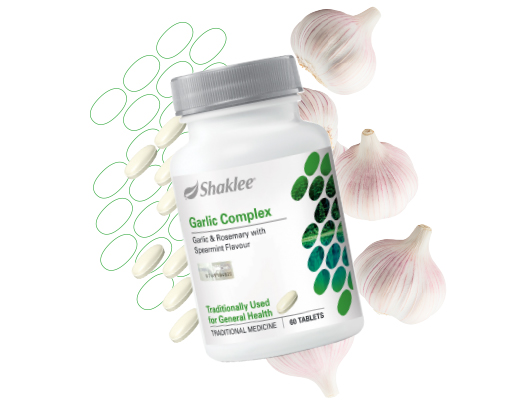 Shaklee®
Garlic Complex
Garlic & Rosemary with
Spearmint Flavour
Traditionally Used
for General Health
TRADITIONAL MEDICINE
60 TABLETS